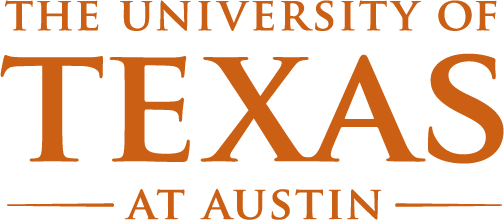 THE UNIVERSITY OF
TEXAS
AT AUSTIN